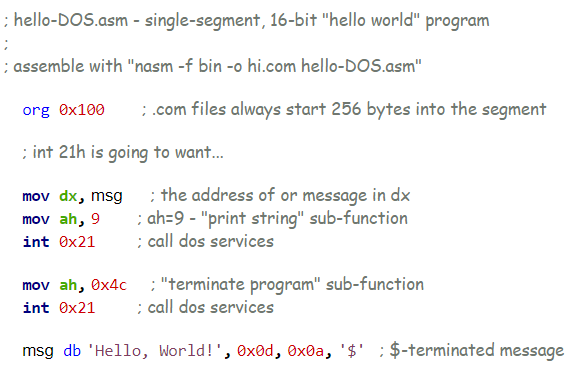 ; hello-DOS.asm - single-segment, 16-bit "hello world" program
;
; assemble with "nasm -f bin -o hi.com hello-DOS.asm"
org 0x100 ; .com files always start 256 bytes into the segment
; int 21h is going to want...
mov dx, msg ; the address of or message in dx
mov ah, 9 ; ah=9 - "print string" sub-function
int 0x21 ; call dos services
mov ah, 0x4c ; "terminate program" sub-function
int 0x21 ; call dos services
msg db 'Hello, World!', 0x0d, 0x0a, '$' ; $-terminated message